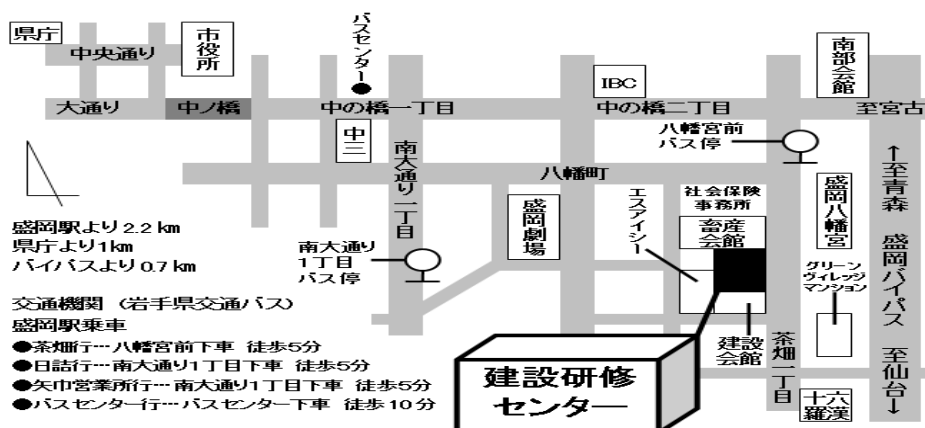 県庁
中央通り
市役所
バスセンター
IBC
南部会館
大通り
中ノ橋
中の橋一丁目
中の橋二丁目
至宮古
中三
八幡宮前
バス停
南大通り一丁目
八幡町
←至青森 盛岡バイパス 至仙台→
盛岡劇場
エスアイシー
社会保険
事務所
畜産
会館
盛岡八幡宮
盛岡駅より2.2km
県庁より1km
バイパスより0.7km
南大通り
1丁目
バス停
グリーン
ヴィレッジ
マンション
交通機関 (岩手県交通バス)
盛岡駅乗車
●茶畑行…八幡宮前下車 徒歩5分
●日詰行…南大通り1丁目下車 徒歩5分
●矢巾営業所行…南大通り1丁目下車 徒歩5分
●バスセンター行…バスセンター下車 徒歩10分
建設
会館
茶畑一丁目
建設研修
センター
十六
羅漢